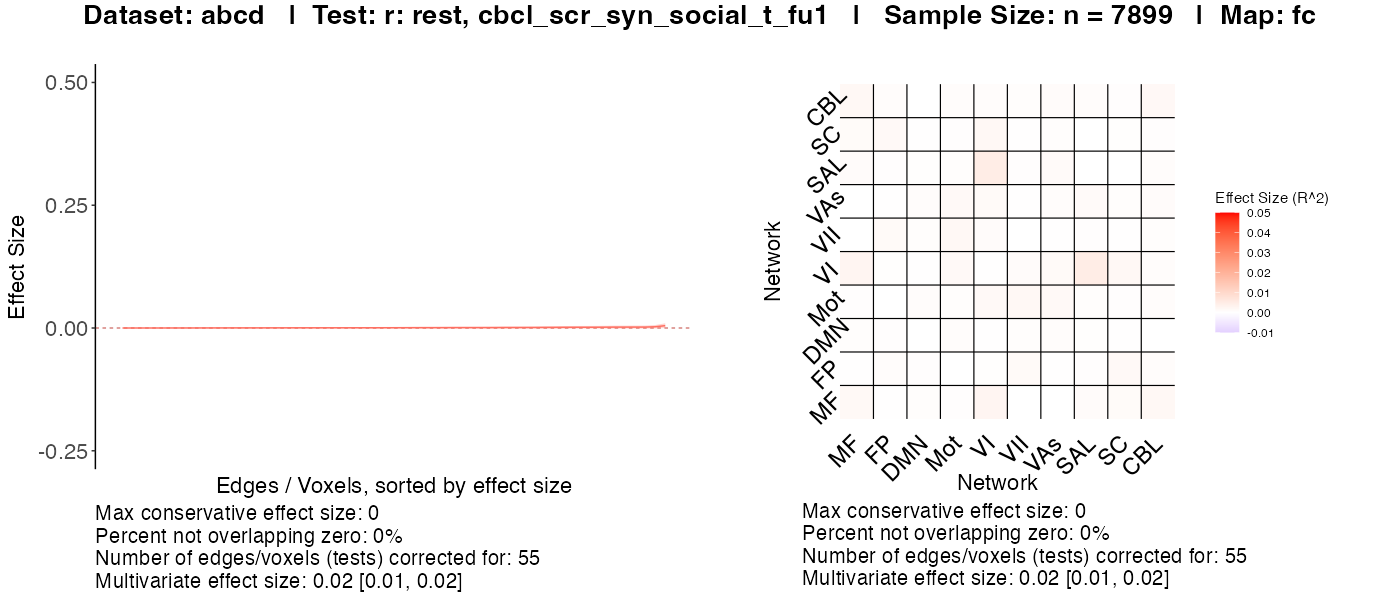 Dataset: abcd | Test: r: rest, cbcl_scr_syn_social_t_fu1 | Sample Size: n = 7899 | Map: fc
0.50
0.25
0.00
-0.25
Effect Size
Edges / Voxels, sorted by effect size
Max conservative effect size: 0
Percent not overlapping zero: 0%
Number of edges/voxels (tests) corrected for: 55
Multivariate effect size: 0.02 [0.01, 0.02]
Network
CBL
SC
SAL
VAs
VII
VI
Mot
DMN
FP
MF
MF FP DMN Mot VI VII VAs SAL SC CBL
Network
Effect Size (R^2)
0.05
0.04
0.03
0.02
0.01
0.00
-0.01
Max conservative effect size: 0
Percent not overlapping zero: 0%
Number of edges/voxels (tests) corrected for: 55
Multivariate effect size: 0.02 [0.01, 0.02]